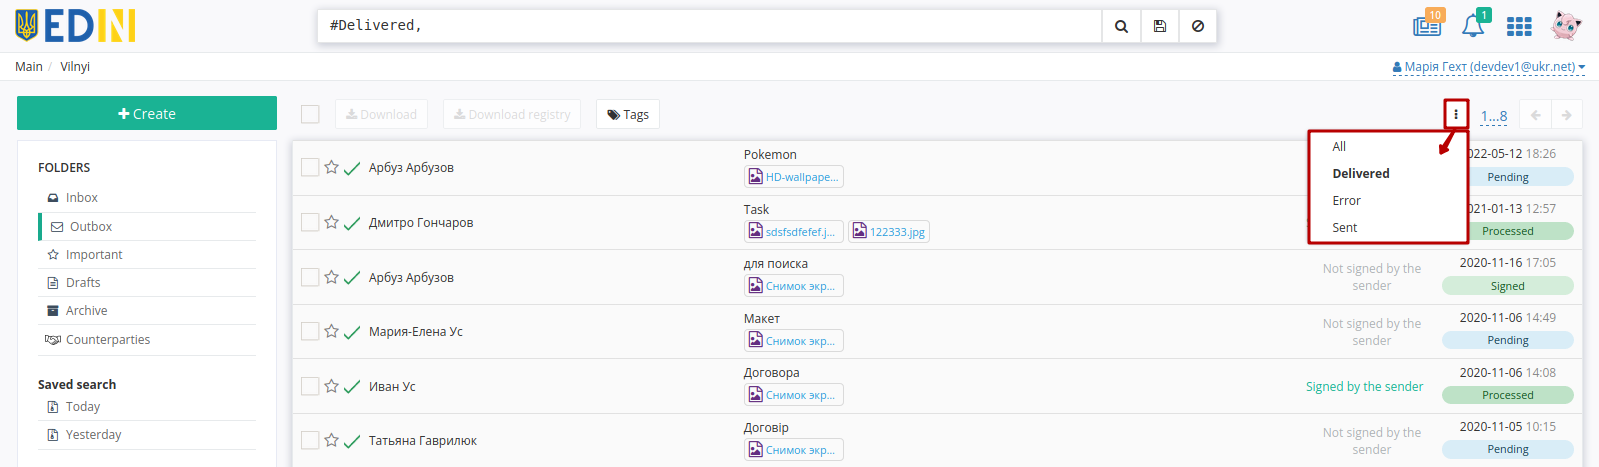 EDIN
#Delivered,
10
1
Main / Vilnyi
Марія Гехт (devdev1@ukr.net)
Create
Download
Download registry
Tags
1...8
All
Delivered
Error
Sent
FOLDERS
Inbox
Outbox
Important
Drafts
Archive
Counterparties
Saved search
Today
Yesterday
Арбуз Арбузов
Pokemon
HD-wallpape...
022-05-12 18:26
Pending
Дмитро Гончаров
Task
sdsfsdfefef.j...
122333.jpg
021-01-13 12:57
Processed
Арбуз Арбузов
для поиска
Снимок экр...
Not signed by the
sender
2020-11-16 17:05
Signed
Мария-Елена Ус
Макет
Снимок экр...
Not signed by the
sender
2020-11-06 14:49
Pending
Иван Ус
Договора
Снимок экр...
Signed by the sender
2020-11-06 14:08
Processed
Татьяна Гаврилюк
Договір
Снимок экр...
Not signed by the
sender
2020-11-05 10:15
Pending